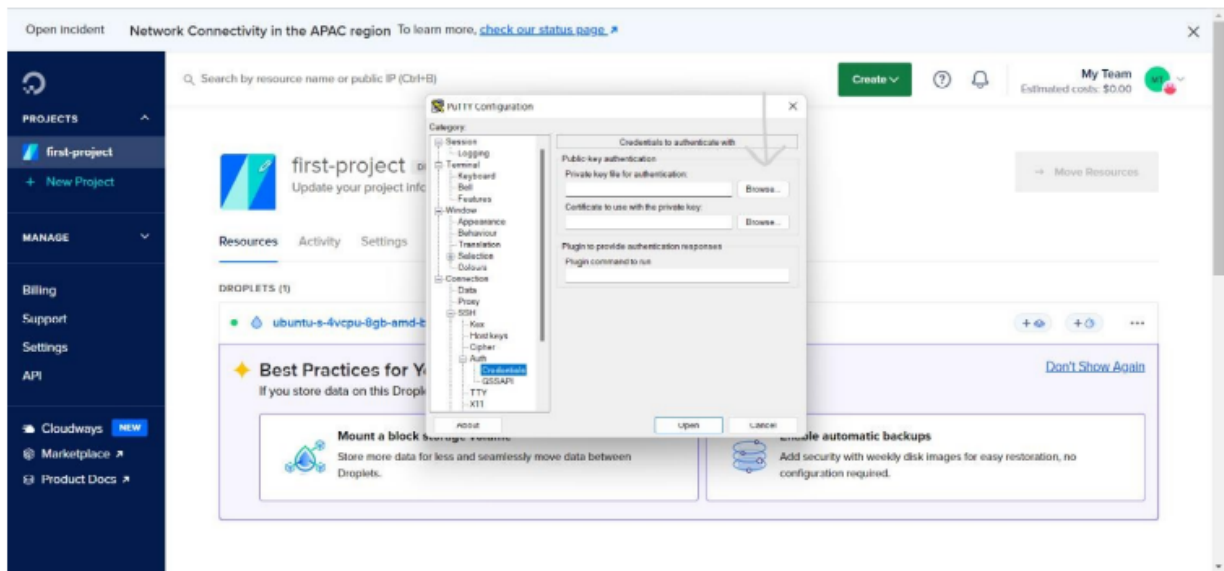 Open Incident Network Connectivity in the APAC region To learn more, check our status page
Search by resource name or public IP (Ctrl+B)
Create
My Team
Estimated costs: $0.00
MT
PROJECTS
first-project
+ New Project
MANAGE
Billing
Support
Settings
API
Cloudways NEW
Marketplace
Product Docs
first-project
Update your project info
Move Resources
Resources Activity Settings
DROPLETS (1)
ubuntu-s-4vcpu-8gb-amd-b
Best Practices for Y
If you store data on this Drople
Don't Show Again
Mount a block storage volume
Store more data for less and seamlessly move data between
Droplets.
Enable automatic backups
Add security with weekly disk images for easy restoration, no
configuration required.
PuTTY Configuration
Category:
Session
Logging
Terminal
Keyboard
Bell
Features
Window
Appearance
Behaviour
Translation
Selection
Colours
Connection
Data
Proxy
SSH
Kex
Host keys
Cipher
Auth
Credentials
GSSAPI
TTY
X11
Credentials to authenticate with
Public-key authentication
Private key file for authentication:
Browse...
Certificate to use with the private key:
Browse...
Plugin to provide authentication responses
Plugin command to run
About
Open
Cancel